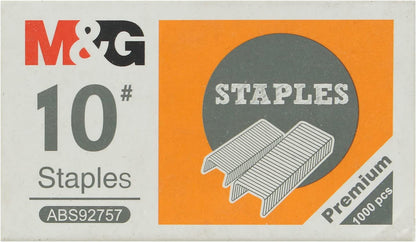 M&G
10#
Staples
ABS92757
STAPLES
Premium
1000 pcs